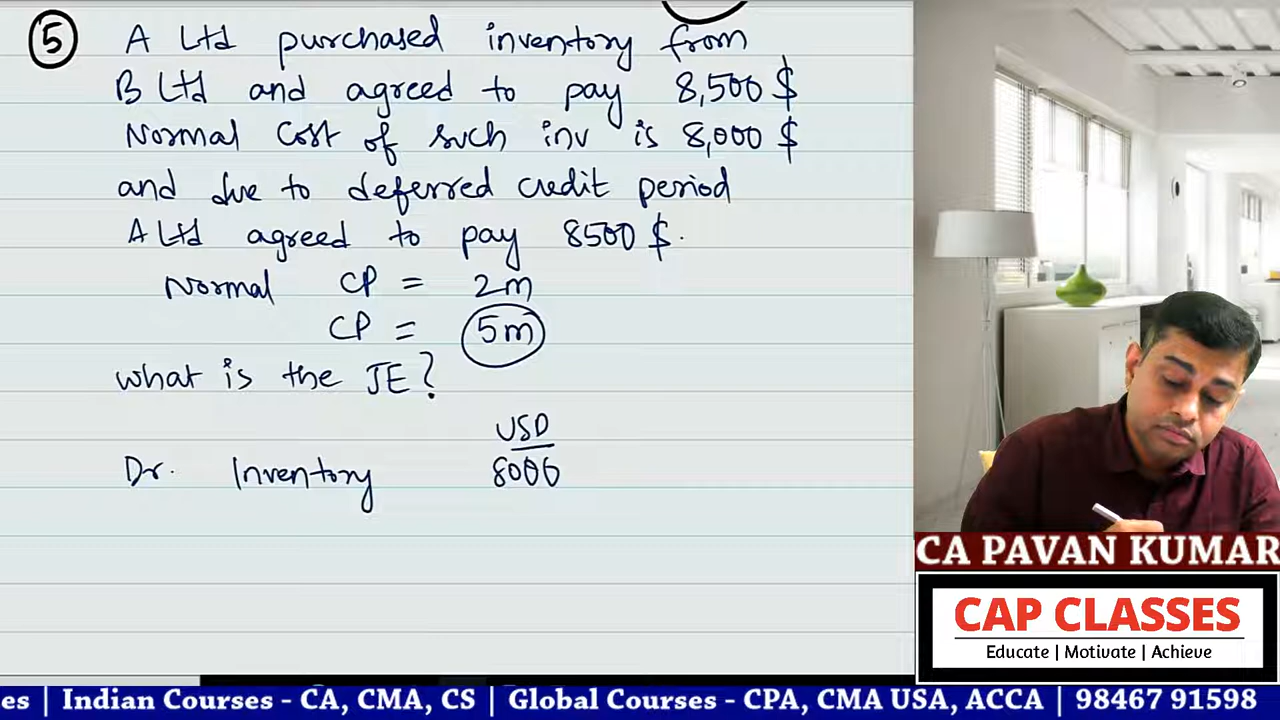 5 A Ltd purchased inventory from
B Ltd and agreed to pay 8,500 $
Normal Cost of such inv is 8,000 $
and due to deferred credit period
A Ltd agreed to pay 8500 $.
Normal CP = 2m
CP = 5m
what is the JE?
USD
Dr. Inventory 8000
CA PAVAN KUMAR
CAP CLASSES
Educate | Motivate | Achieve
es | Indian Courses - CA, CMA, CS | Global Courses - CPA, CMA USA, ACCA | 98467 91598